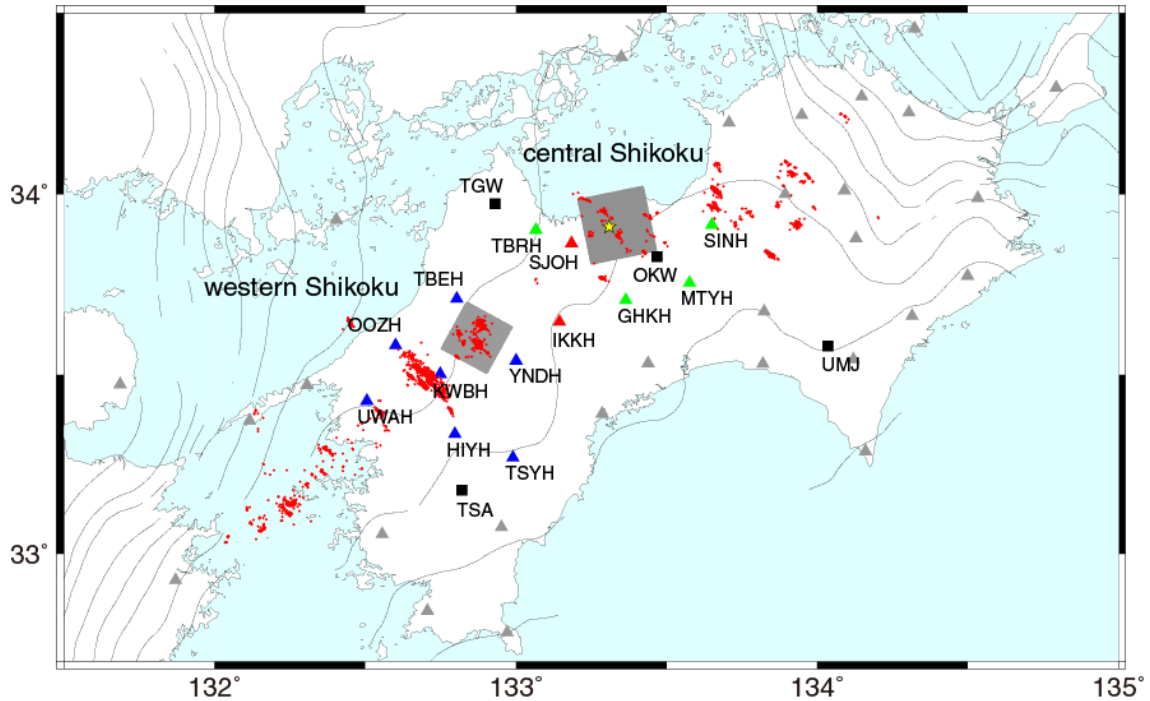 central Shikoku
34°
TGW
TBRH
SJOH
SINH
OKW
western Shikoku
TBEH
MTYH
GHKH
OOZH
IKKH
UMJ
YNDH
KWBH
UWAH
HIYH
TSYH
TSA
33°
132°
133°
134°
135°